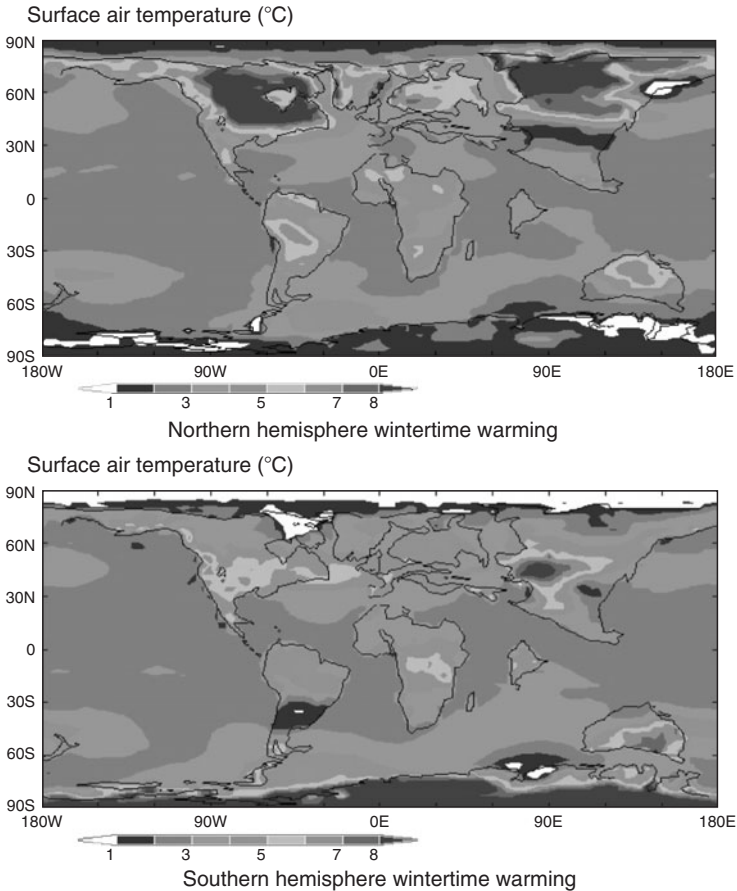 Surface air temperature (°C)
90N
60N
30N
0
30S
60S
90S
180W 90W 0E 90E 180E
1 3 5 7 8
Northern hemisphere wintertime warming
Surface air temperature (°C)
90N
60N
30N
0
30S
60S
90S
180W 90W 0E 90E 180E
1 3 5 7 8
Southern hemisphere wintertime warming